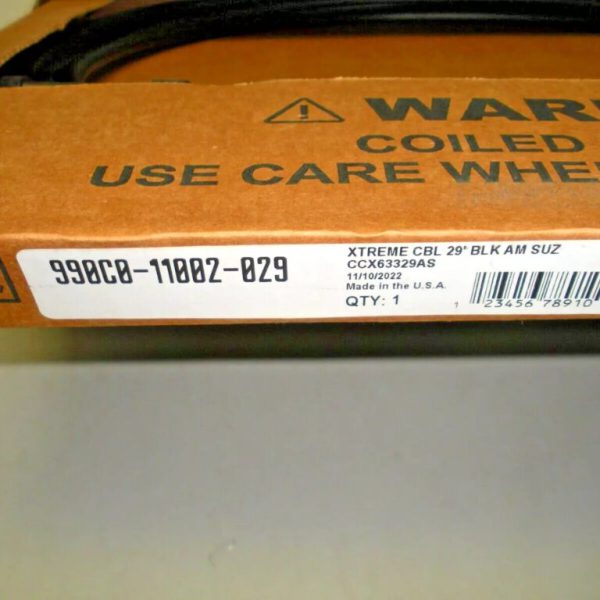 WAR
COILED
USE CARE WHE
990C0-11002-029
XTREME CBL 29' BLK AM SUZ
CCX63329AS
11/10/2022
Made in the U.S.A.
QTY: 1
1 23456 78910